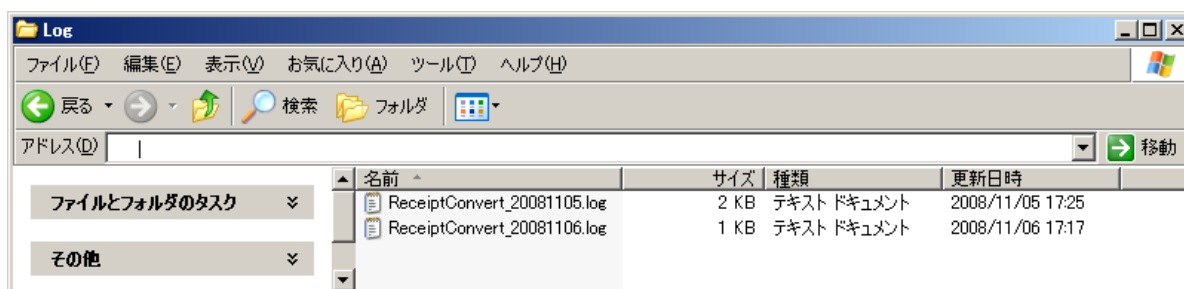 Log
ファイル(F) 編集(E) 表示(V) お気に入り(A) ツール(T) ヘルプ(H)
戻る 検索 フォルダ
アドレス(D) 移動
名前 サイズ 種類 更新日時
ファイルとフォルダのタスク
ReceiptConvert_20081105.log 2 KB テキスト ドキュメント 2008/11/05 17:25
ReceiptConvert_20081106.log 1 KB テキスト ドキュメント 2008/11/06 17:17
その他